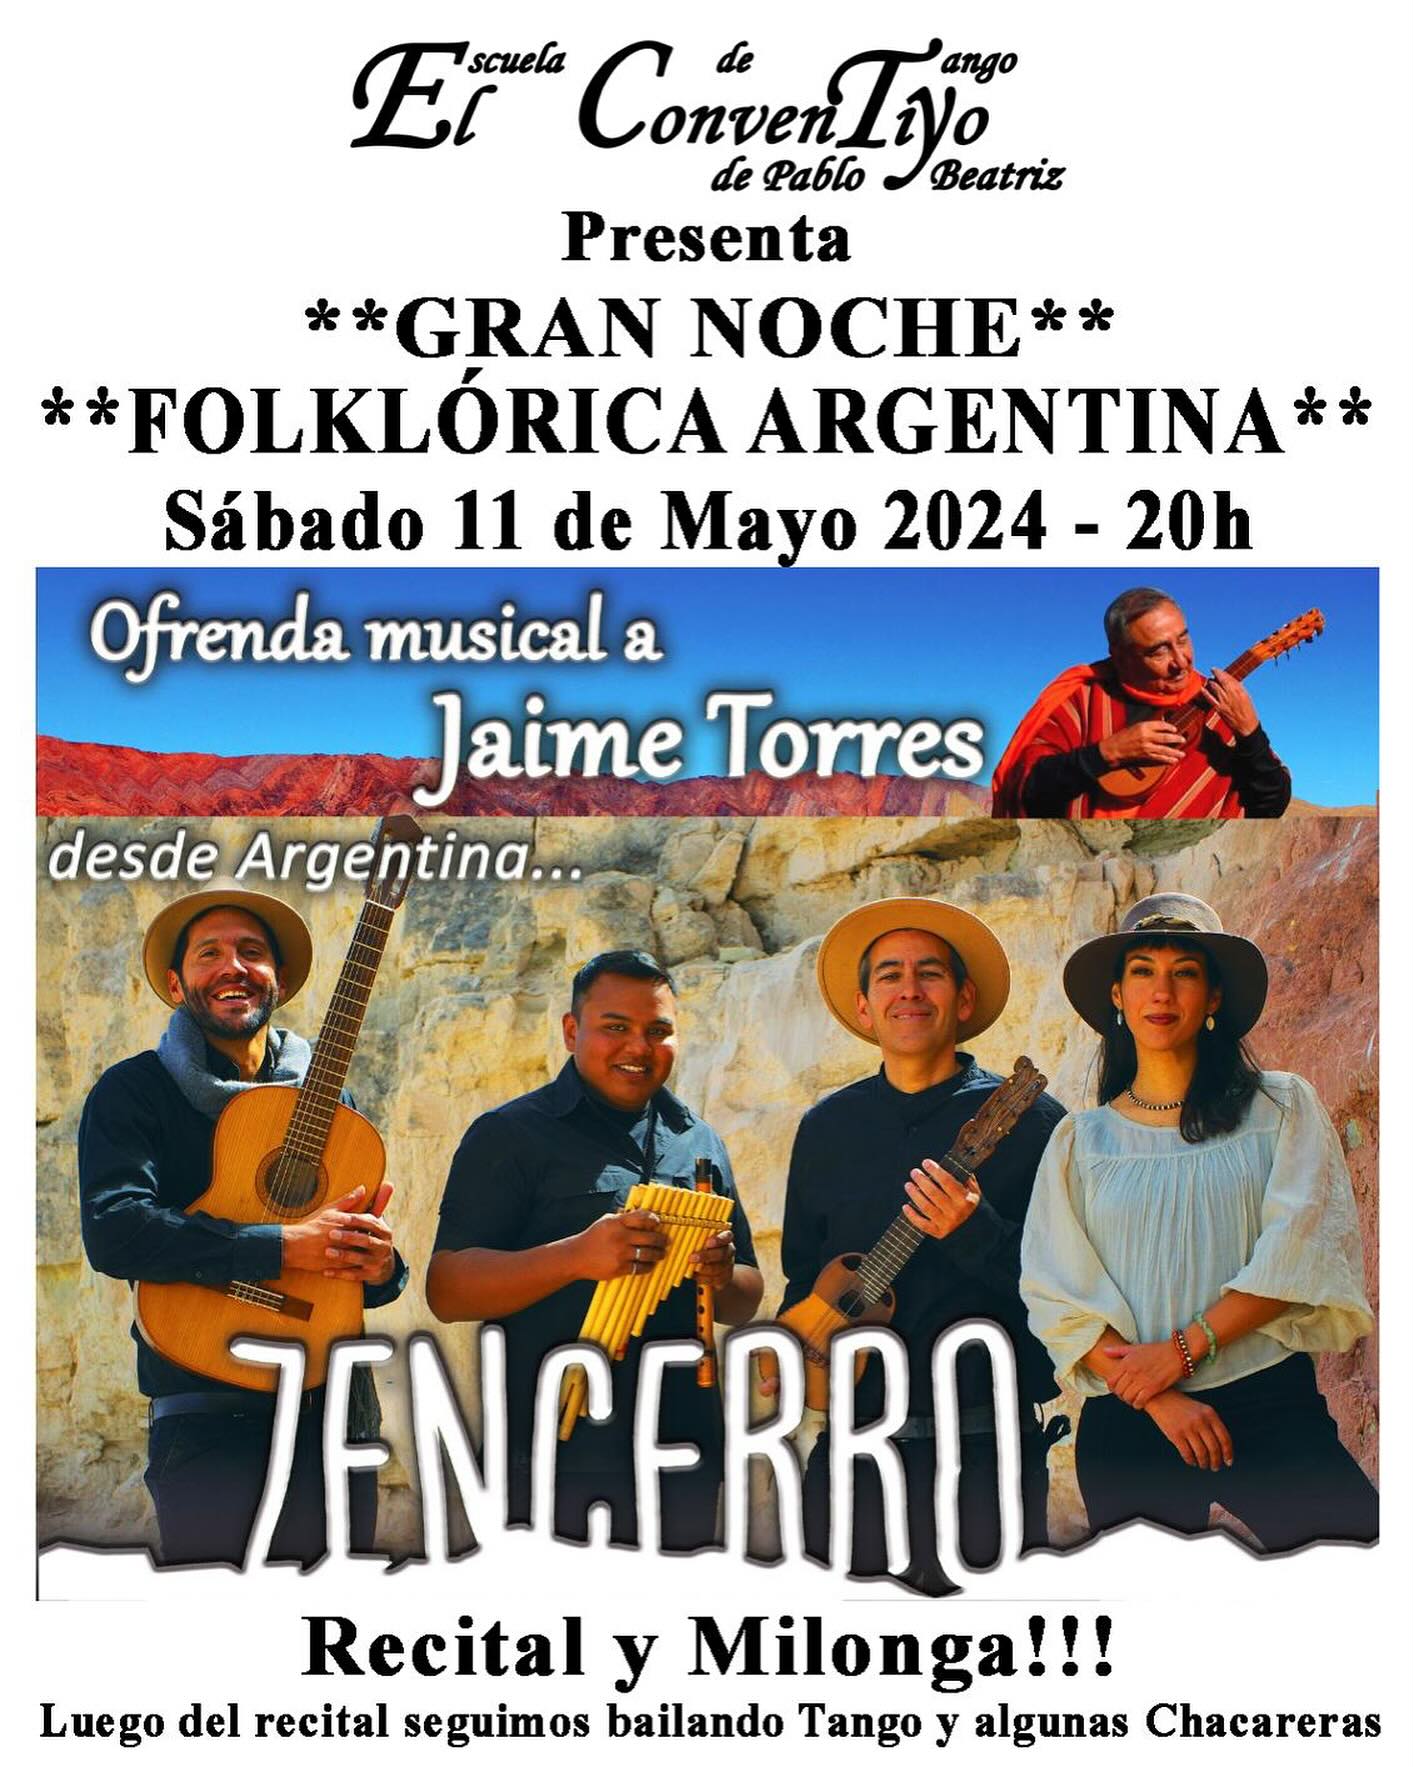 Escuela de Tango
El ConvenTiyo
de Pablo y Beatriz
Presenta
**GRAN NOCHE**
**FOLKLÓRICA ARGENTINA**
Sábado 11 de Mayo 2024 - 20h
Ofrenda musical a
Jaime Torres
desde Argentina...
ZENCERRO
Recital y Milonga!!!
Luego del recital seguimos bailando Tango y algunas Chacareras